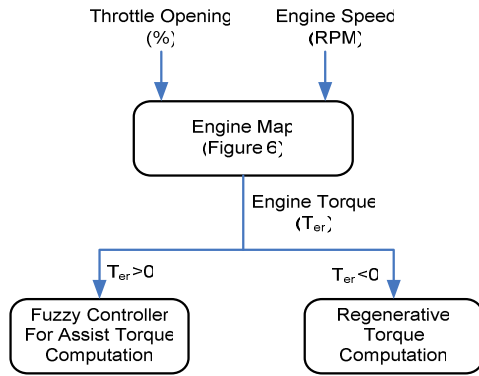 Throttle Opening
(%)
Engine Speed
(RPM)
Engine Map
(Figure 6)
Engine Torque
(Ter)
Ter>0
Ter<0
Fuzzy Controller
For Assist Torque
Computation
Regenerative
Torque
Computation